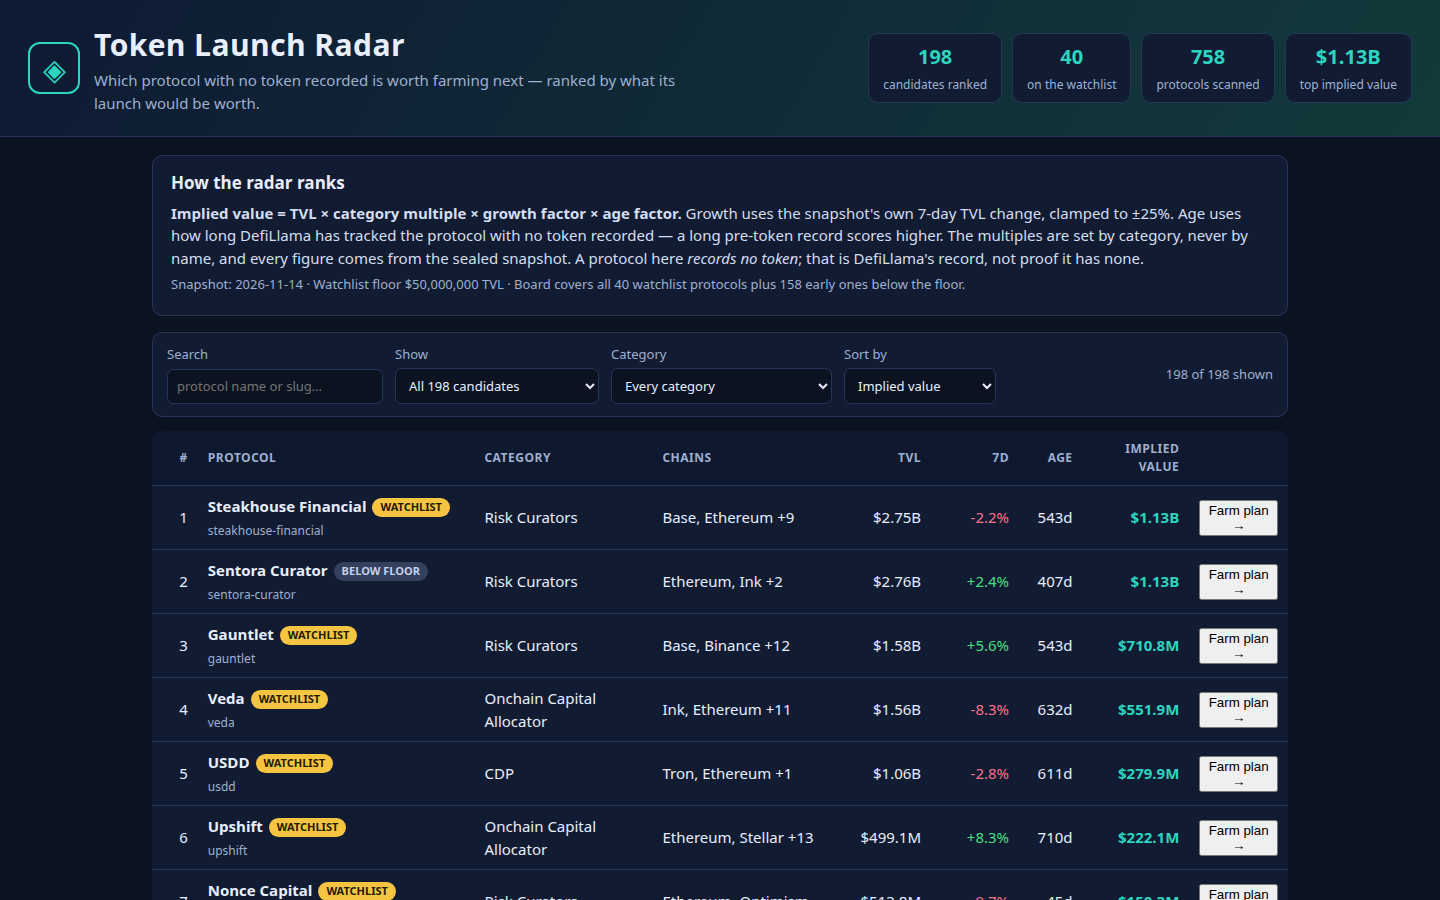 ◈
Token Launch Radar
Which protocol with no token recorded is worth farming next — ranked by what its
launch would be worth.
198
candidates ranked
40
on the watchlist
758
protocols scanned
$1.13B
top implied value
How the radar ranks
Implied value = TVL × category multiple × growth factor × age factor. Growth uses the snapshot's own 7-day TVL change, clamped to ±25%. Age uses
how long DefiLlama has tracked the protocol with no token recorded — a long pre-token record scores higher. The multiples are set by category, never by
name, and every figure comes from the sealed snapshot. A protocol here records no token; that is DefiLlama's record, not proof it has none.
Snapshot: 2026-11-14 · Watchlist floor $50,000,000 TVL · Board covers all 40 watchlist protocols plus 158 early ones below the floor.
Search
Show
Category
Sort by
protocol name or slug...
All 198 candidates
Every category
Implied value
198 of 198 shown
# PROTOCOL CATEGORY CHAINS TVL 7D AGE IMPLIED
VALUE
1 Steakhouse Financial WATCHLIST Risk Curators Base, Ethereum +9 $2.75B -2.2% 543d $1.13B Farm plan
steakhouse-financial →
2 Sentora Curator BELOW FLOOR Risk Curators Ethereum, Ink +2 $2.76B +2.4% 407d $1.13B Farm plan
sentora-curator →
3 Gauntlet WATCHLIST Risk Curators Base, Binance +12 $1.58B +5.6% 543d $710.8M Farm plan
gauntlet →
4 Veda WATCHLIST Onchain Capital Ink, Ethereum +11 $1.56B -8.3% 632d $551.9M Farm plan
veda Allocator →
5 USDD WATCHLIST CDP Tron, Ethereum +1 $1.06B -2.8% 611d $279.9M Farm plan
usdd →
6 Upshift WATCHLIST Onchain Capital Ethereum, Stellar +13 $499.1M +8.3% 710d $222.1M Farm plan
upshift Allocator →
Nonce Capital WATCHLIST Farm plan